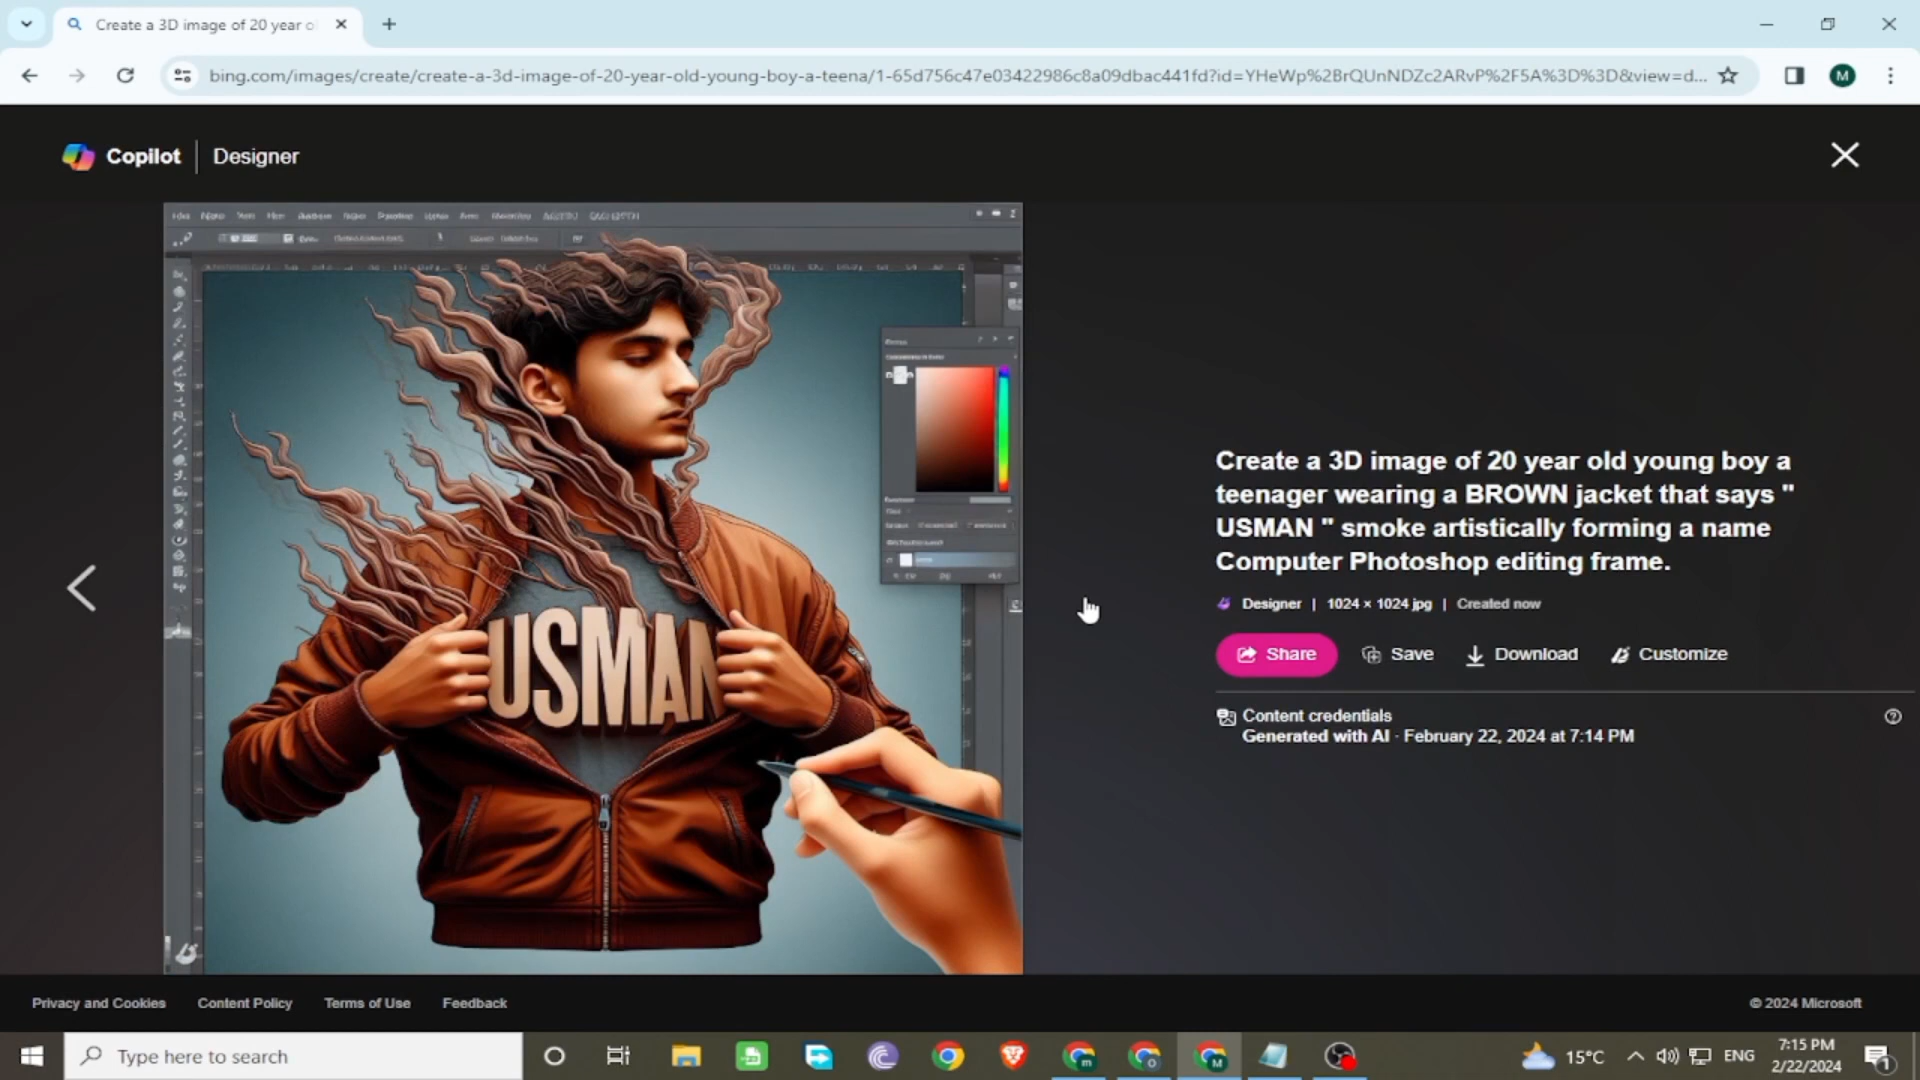 Create a 3D image of 20 year o
bing.com/images/create/create-a-3d-image-of-20-year-old-young-boy-a-teena/1-65d756c47e03422986c8a09dbac441fd?id=YHeWp%2BrQUnNDZc2ARvP%2F5A%3D%3D&view=d...
M
Copilot | Designer
USMAN
Create a 3D image of 20 year old young boy a
teenager wearing a BROWN jacket that says "
USMAN " smoke artistically forming a name
Computer Photoshop editing frame.
Designer | 1024 × 1024 jpg | Created now
Share Save Download Customize
Content credentials
Generated with AI · February 22, 2024 at 7:14 PM
Privacy and Cookies Content Policy Terms of Use Feedback © 2024 Microsoft
Type here to search
15°C ENG
7:15 PM
2/22/2024
1